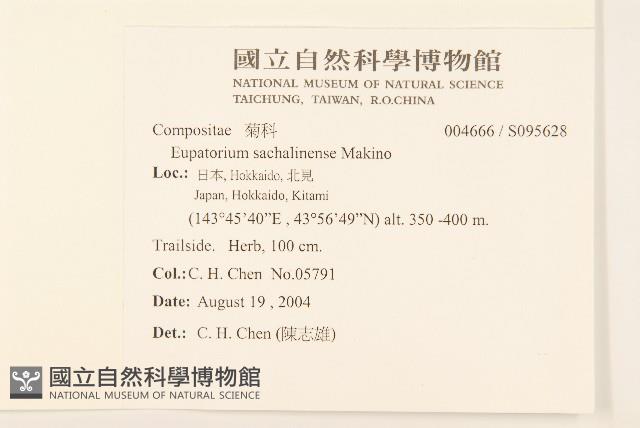 國立自然科學博物館
NATIONAL MUSEUM OF NATURAL SCIENCE
TAICHUNG, TAIWAN, R.O.CHINA
Compositae 菊科 004666 / S095628
Eupatorium sachalinense Makino
Loc.: 日本, Hokkaido, 北見
Japan, Hokkaido, Kitami
(143°45'40”E , 43°56'49”N) alt. 350 -400 m.
Trailside. Herb, 100 cm.
Col.: C. H. Chen No.05791
Date: August 19 , 2004
Det.: C. H. Chen (陳志雄)
國立自然科學博物館
NATIONAL MUSEUM OF NATURAL SCIENCE